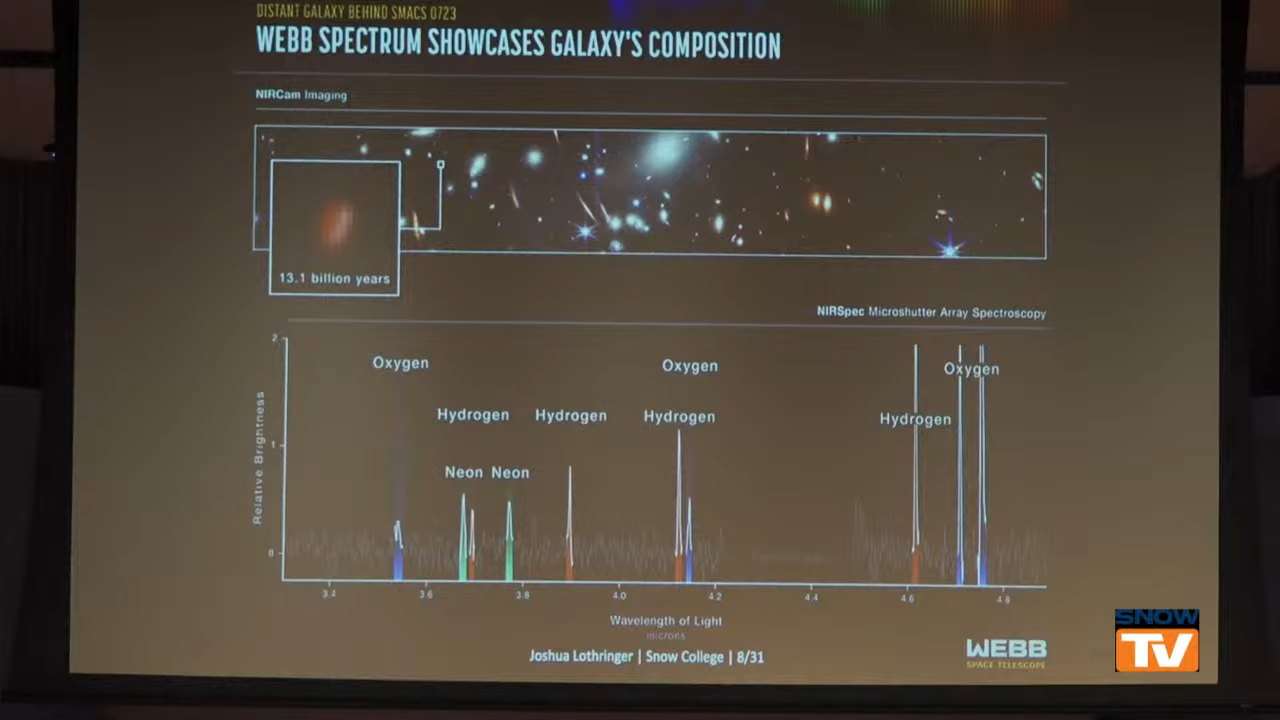 DISTANT GALAXY BEHIND SMACS 0723
WEBB SPECTRUM SHOWCASES GALAXY'S COMPOSITION
NIRCam Imaging
13.1 billion years
NIRSpec Microshutter Array Spectroscopy
2
Oxygen Oxygen Oxygen
Hydrogen Hydrogen Hydrogen Hydrogen
1
Neon Neon
Relative Brightness
0
3.4 3.6 3.8 4.0 4.2 4.4 4.6 4.8
Wavelength of Light
microns
Joshua Lothringer | Snow College | 8/31
WEBB
SPACE TELESCOPE
SNOW
TV